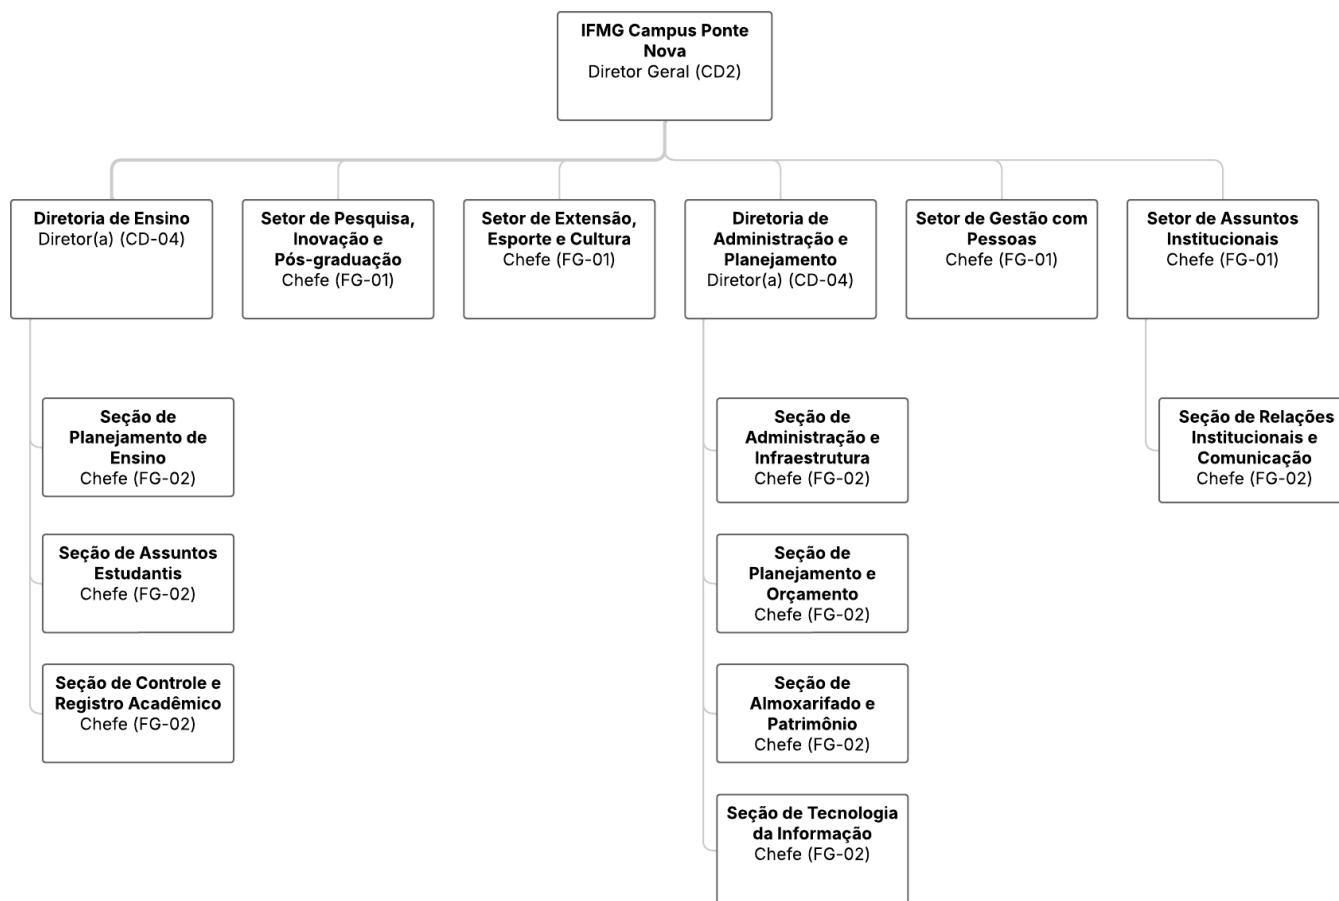 IFMG Campus Ponte
Nova
Diretor Geral (CD2)
Diretoria de Ensino
Diretor(a) (CD-04)
Setor de Pesquisa,
Inovação e
Pós-graduação
Chefe (FG-01)
Setor de Extensão,
Esporte e Cultura
Chefe (FG-01)
Diretoria de
Administração e
Planejamento
Diretor(a) (CD-04)
Setor de Gestão com
Pessoas
Chefe (FG-01)
Setor de Assuntos
Institucionais
Chefe (FG-01)
Seção de
Planejamento de
Ensino
Chefe (FG-02)
Seção de Assuntos
Estudantis
Chefe (FG-02)
Seção de Controle e
Registro Acadêmico
Chefe (FG-02)
Seção de
Administração e
Infraestrutura
Chefe (FG-02)
Seção de
Planejamento e
Orçamento
Chefe (FG-02)
Seção de
Almoxarifado e
Patrimônio
Chefe (FG-02)
Seção de Tecnologia
da Informação
Chefe (FG-02)
Seção de Relações
Institucionais e
Comunicação
Chefe (FG-02)